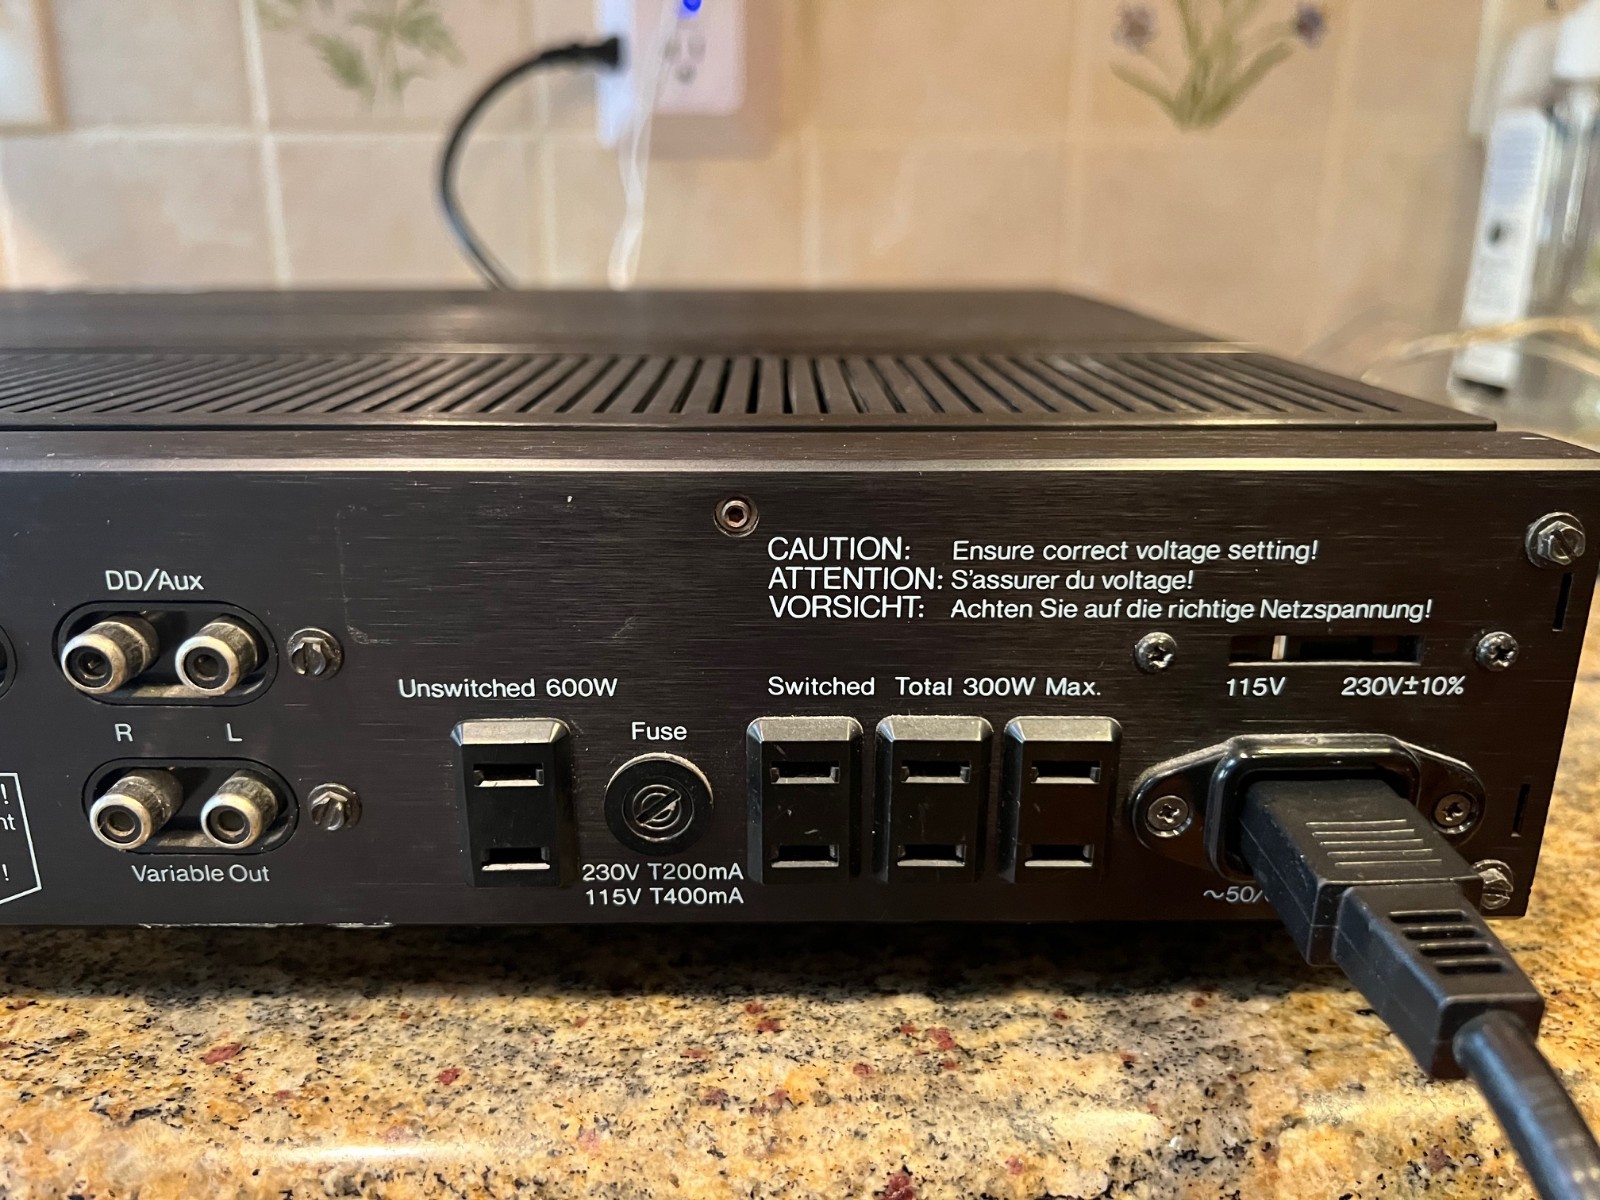 CAUTION: Ensure correct voltage setting!
ATTENTION: S'assurer du voltage!
VORSICHT: Achten Sie auf die richtige Netzspannung!
DD/Aux
R L
Variable Out
Unswitched 600W
Fuse
230V T200mA
115V T400mA
Switched Total 300W Max.
115V 230V±10%
~50/
!
!